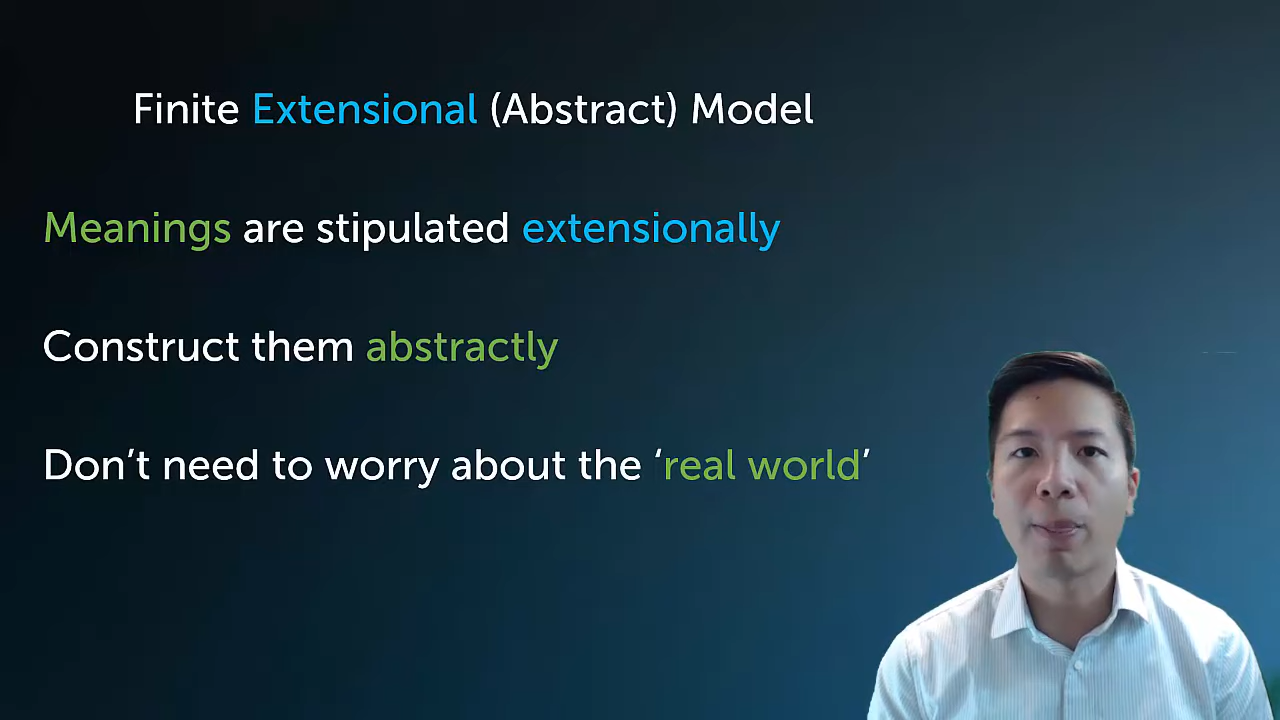 Finite Extensional (Abstract) Model
Meanings are stipulated extensionally
Construct them abstractly
Don’t need to worry about the ‘real world’